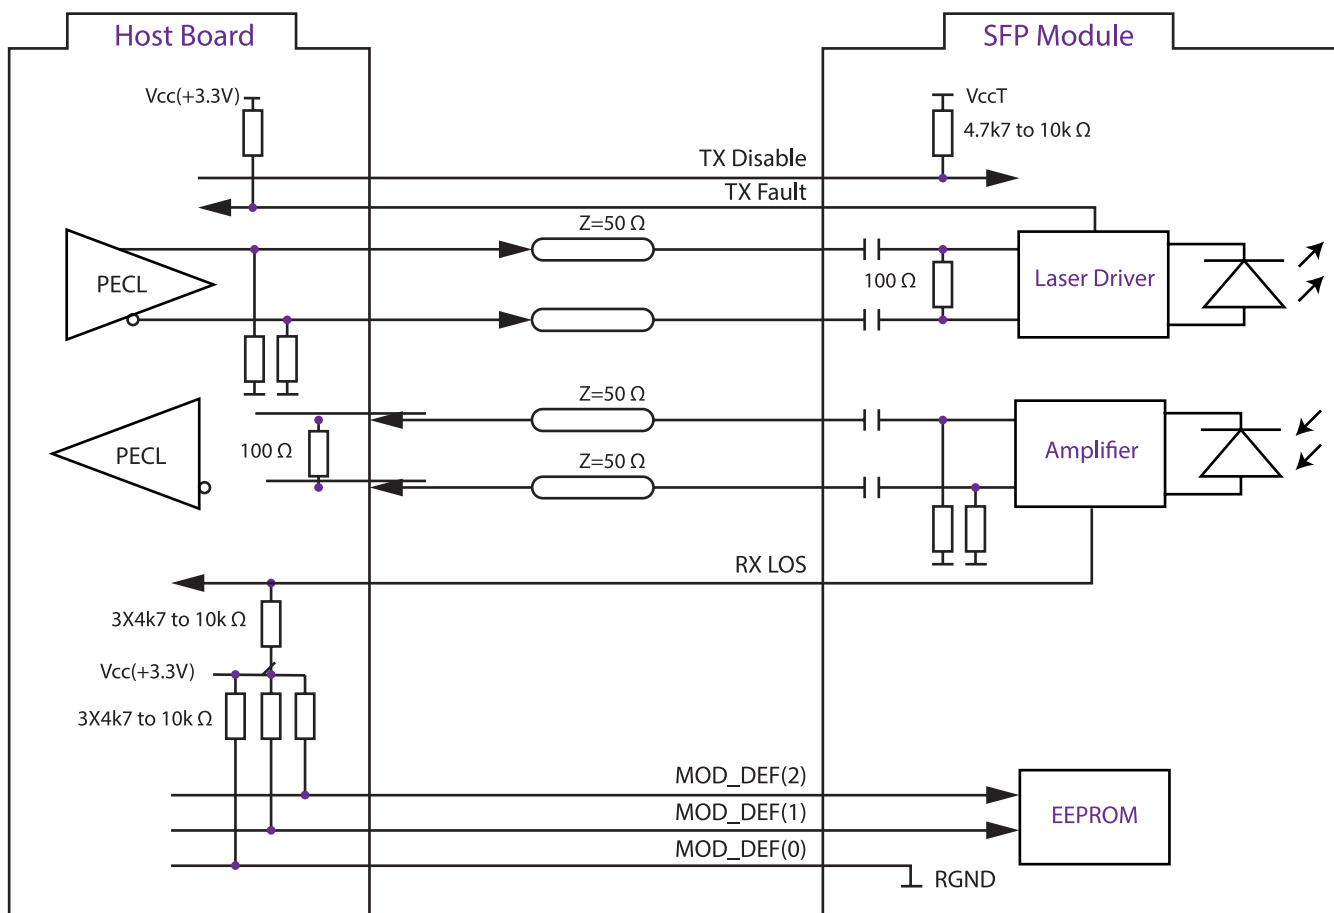 Host Board
SFP Module
Vcc(+3.3V)
VccT
4.7k7 to 10k Ω
TX Disable
TX Fault
Z=50 Ω
PECL
100 Ω
Laser Driver
Z=50 Ω
PECL
100 Ω
Z=50 Ω
Amplifier
RX LOS
3X4k7 to 10k Ω
Vcc(+3.3V)
3X4k7 to 10k Ω
MOD_DEF(2)
MOD_DEF(1)
EEPROM
MOD_DEF(0)
RGND